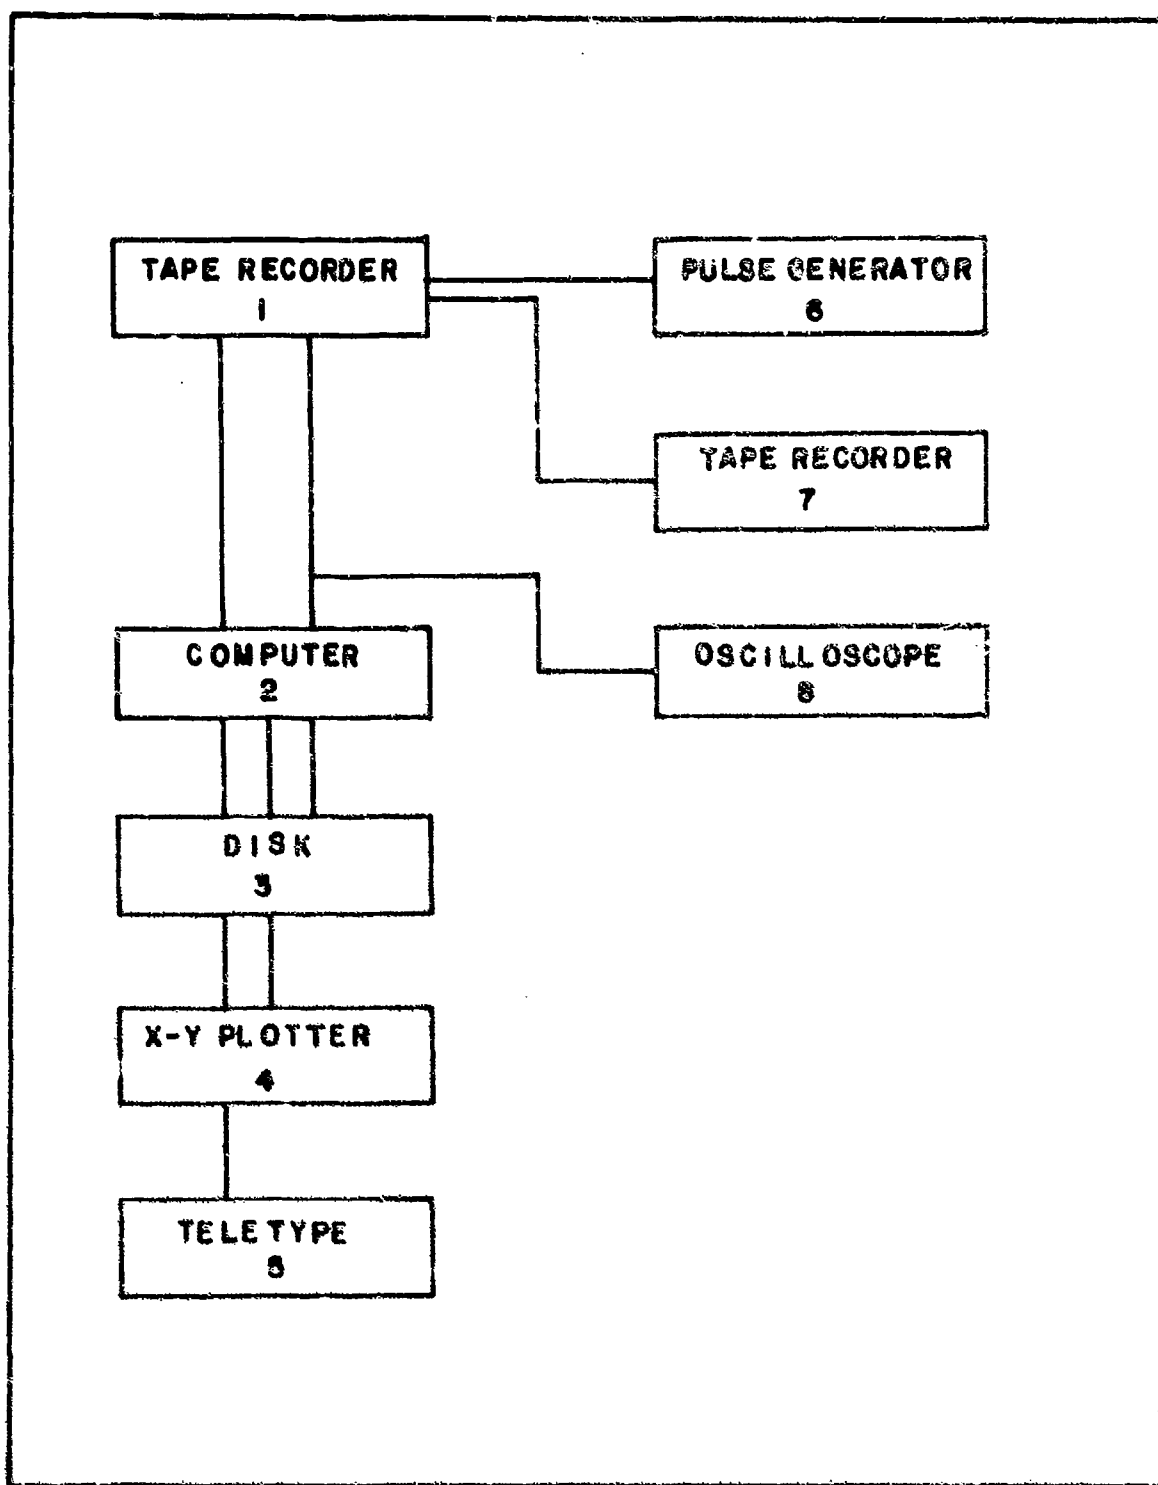 TAPE RECORDER
1
PULSE GENERATOR
6
TAPE RECORDER
7
COMPUTER
2
OSCILLOSCOPE
8
DISK
3
X-Y PLOTTER
4
TELETYPE
5